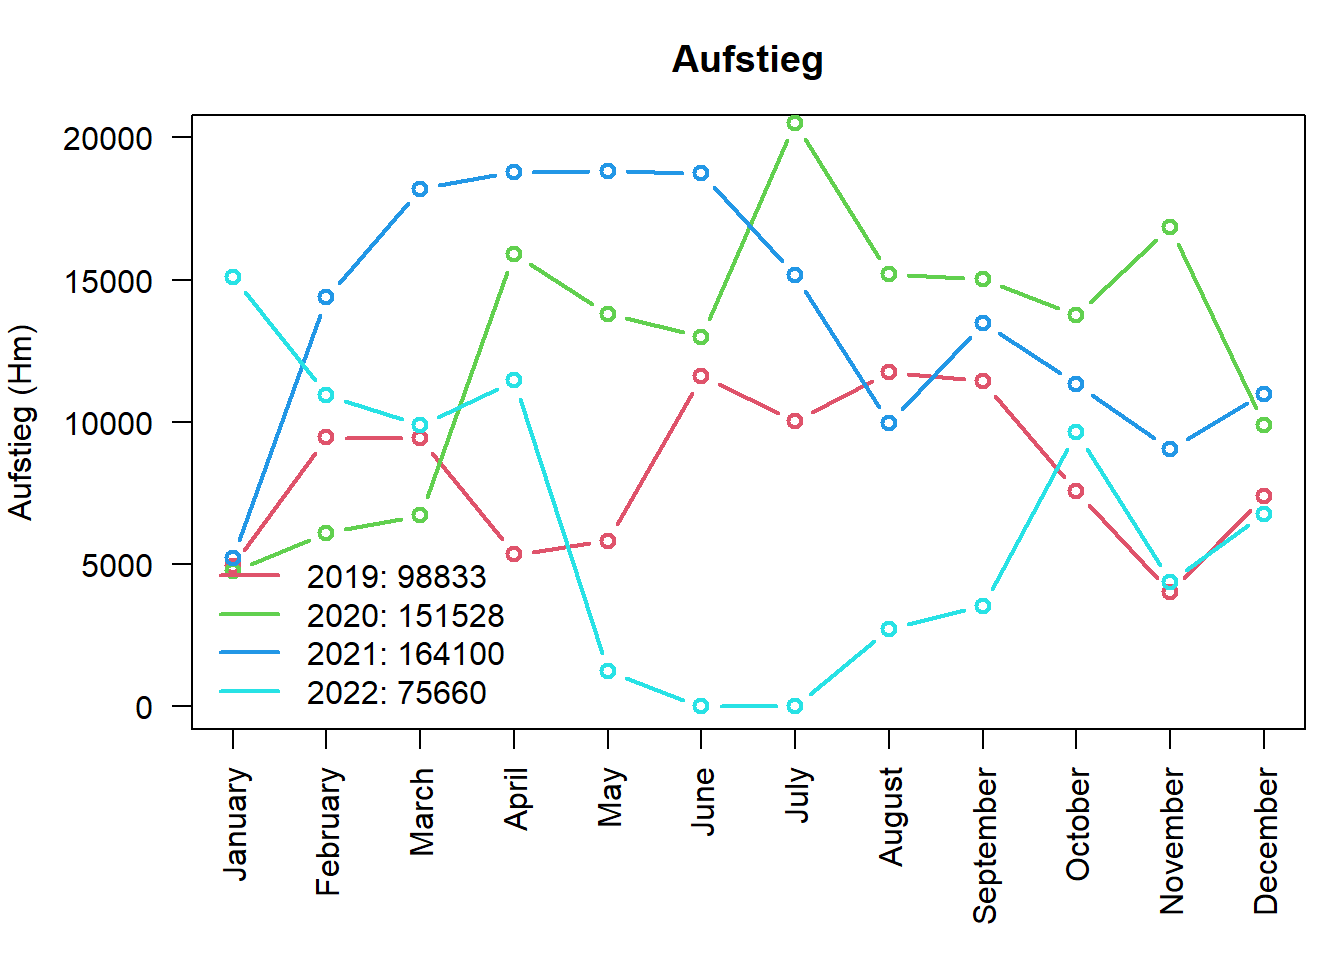 Aufstieg
Aufstieg (Hm)
20000
15000
10000
5000
0
2019: 98833
2020: 151528
2021: 164100
2022: 75660
January
February
March
April
May
June
July
August
September
October
November
December